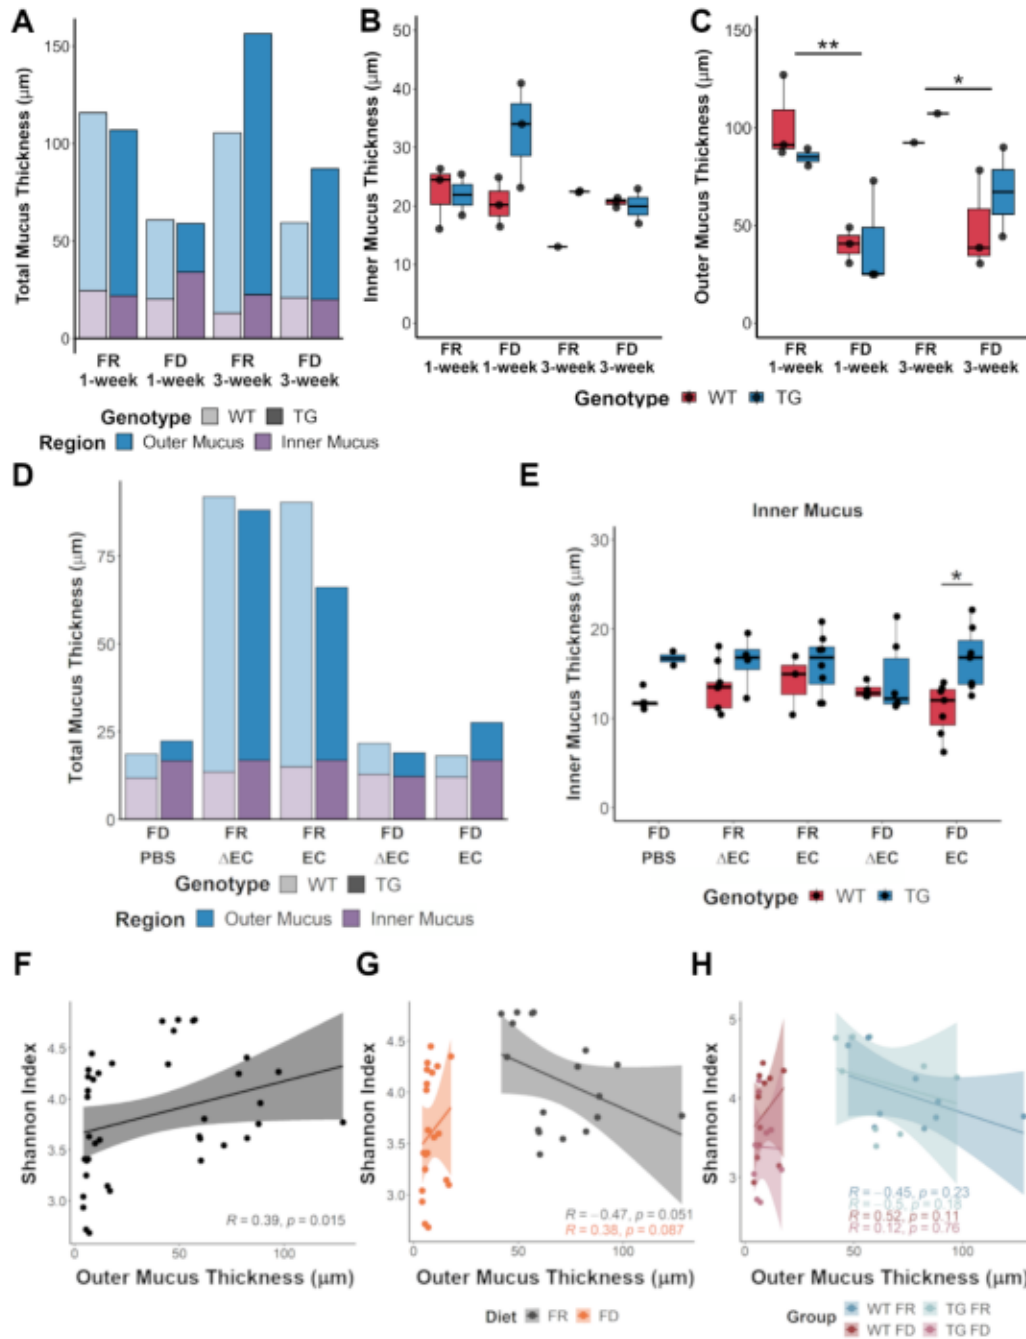 A
Total Mucus Thickness (μm)
150
100
50
0
FR FD FR FD
1-week 1-week 3-week 3-week
Genotype WT TG
Region Outer Mucus Inner Mucus
B
Inner Mucus Thickness (μm)
50
40
30
20
10
0
FR FD FR FD
1-week 1-week 3-week 3-week
C
Outer Mucus Thickness (μm)
150
100
50
0
**
*
FR FD FR FD
1-week 1-week 3-week 3-week
Genotype WT TG
D
Total Mucus Thickness (μm)
75
50
25
0
FD FR FR FD FD
PBS ΔEC EC ΔEC EC
Genotype WT TG
Region Outer Mucus Inner Mucus
E
Inner Mucus
Inner Mucus Thickness (μm)
30
20
10
0
*
FD FR FR FD FD
PBS ΔEC EC ΔEC EC
Genotype WT TG
F
Shannon Index
4.5
4.0
3.5
3.0
R = 0.39, p = 0.015
50 100
Outer Mucus Thickness (μm)
G
Shannon Index
4.5
4.0
3.5
3.0
R = −0.47, p = 0.051
R = 0.38, p = 0.087
50 100
Outer Mucus Thickness (μm)
Diet FR FD
H
Shannon Index
5
4
3
R = −0.45, p = 0.23
R = −0.5, p = 0.18
R = 0.52, p = 0.11
R = 0.12, p = 0.76
50 100
Outer Mucus Thickness (μm)
Group WT FR TG FR
WT FD TG FD